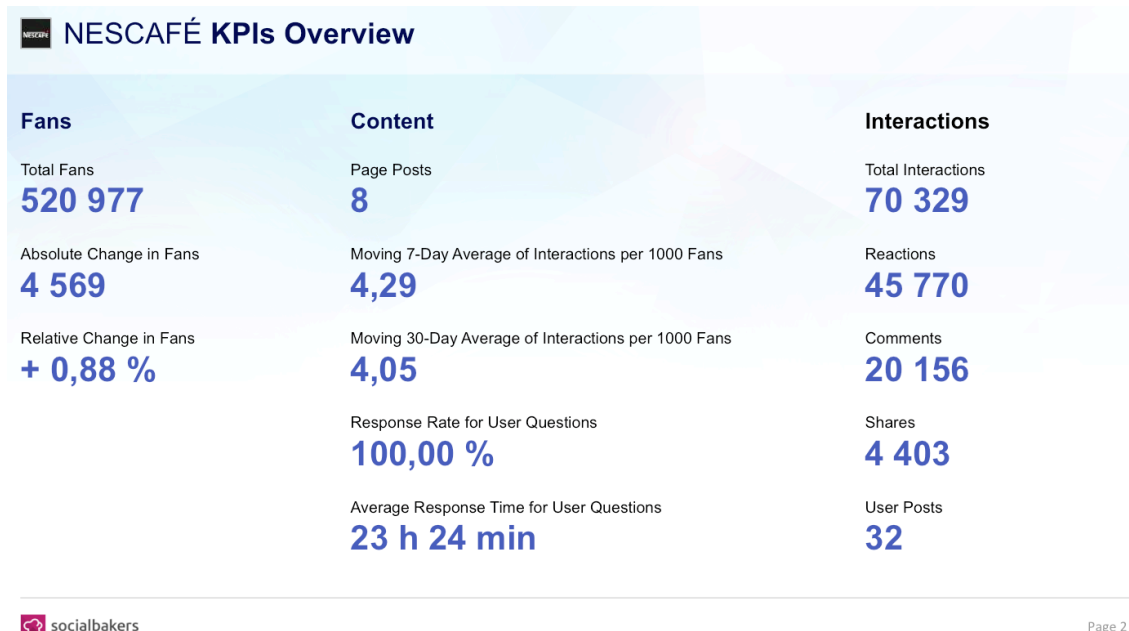 NESCAFÉ
NESCAFÉ KPIs Overview
Fans
Total Fans
520 977
Absolute Change in Fans
4 569
Relative Change in Fans
+ 0,88 %
Content
Page Posts
8
Moving 7-Day Average of Interactions per 1000 Fans
4,29
Moving 30-Day Average of Interactions per 1000 Fans
4,05
Response Rate for User Questions
100,00 %
Average Response Time for User Questions
23 h 24 min
Interactions
Total Interactions
70 329
Reactions
45 770
Comments
20 156
Shares
4 403
User Posts
32
socialbakers
Page 2